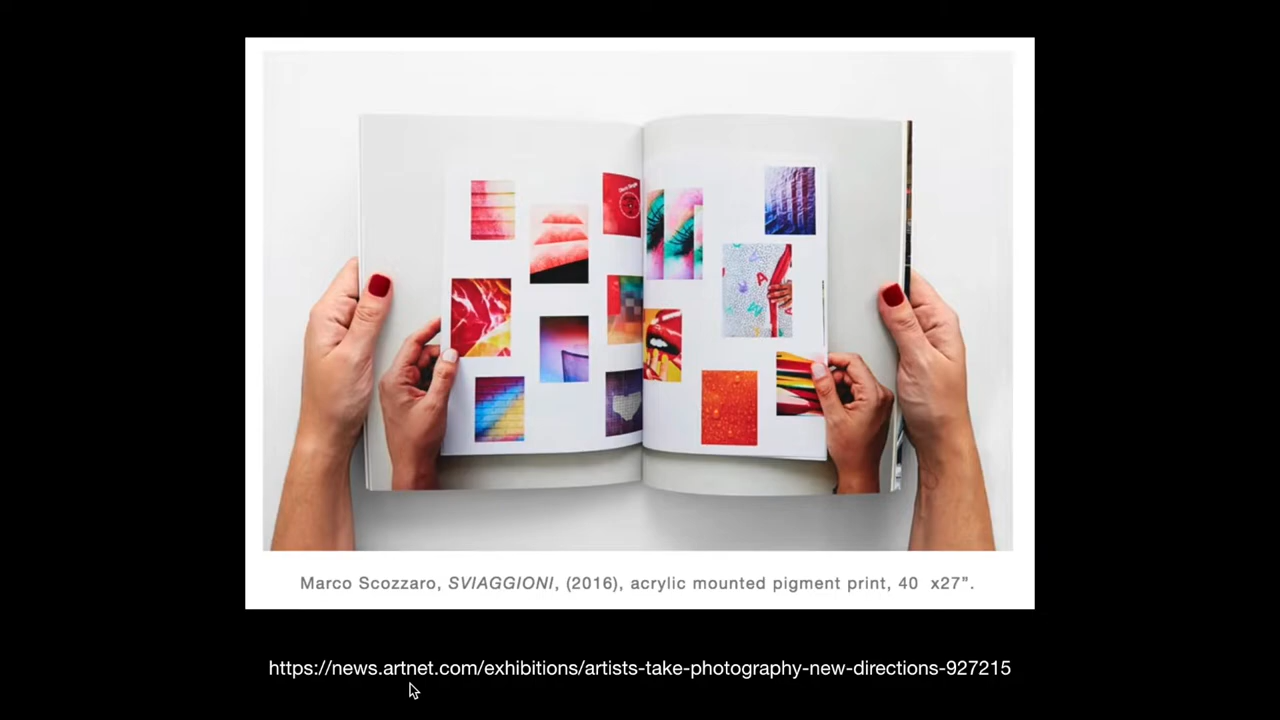 Marco Scozzaro, SVIAGGIONI, (2016), acrylic mounted pigment print, 40  x27”.
https://news.artnet.com/exhibitions/artists-take-photography-new-directions-927215